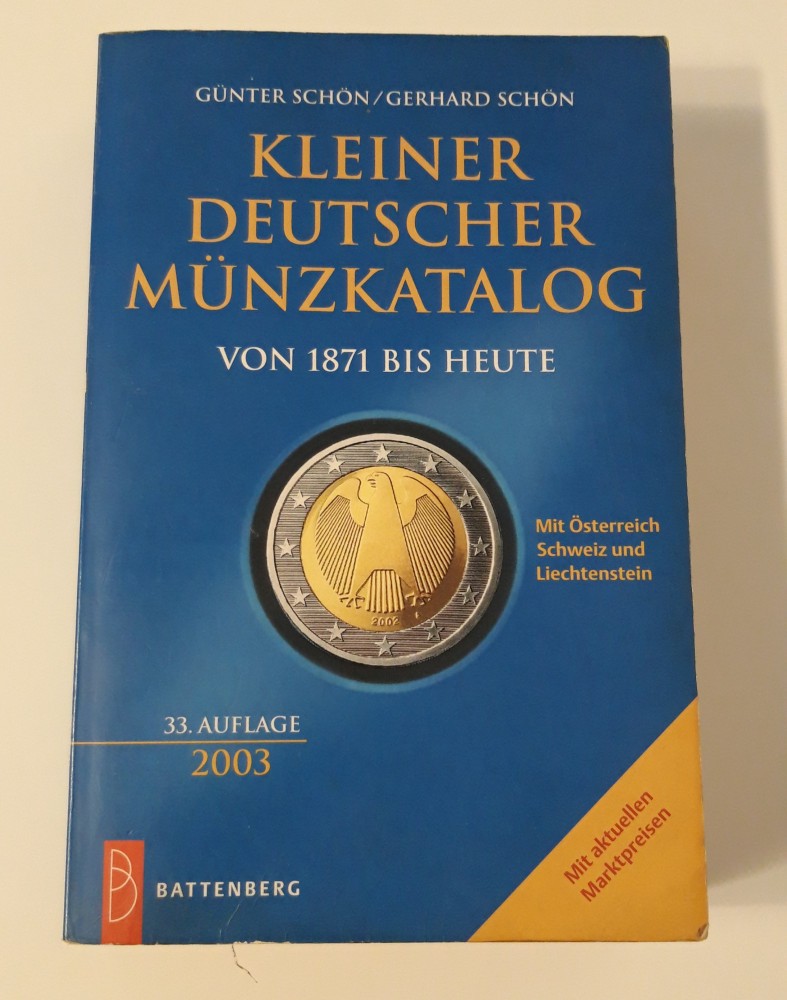 GÜNTER SCHÖN/GERHARD SCHÖN
KLEINER
DEUTSCHER
MÜNZKATALOG
VON 1871 BIS HEUTE
2002
Mit Österreich
Schweiz und
Liechtenstein
33. AUFLAGE
2003
Mit aktuellen
Marktpreisen
BATTENBERG